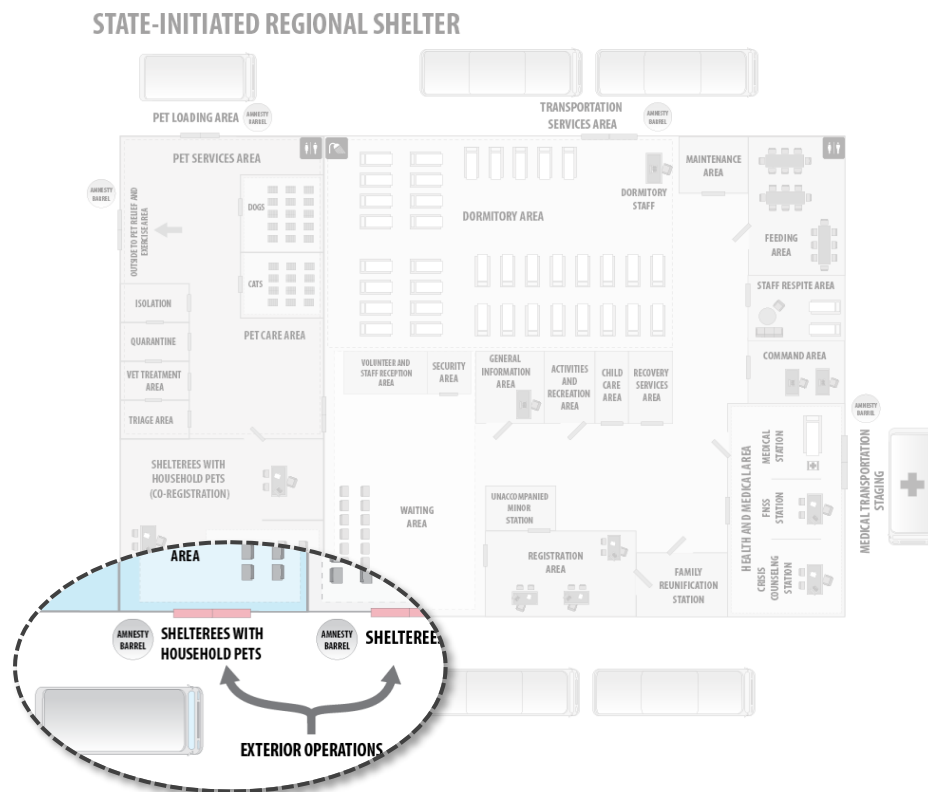 STATE-INITIATED REGIONAL SHELTER
PET LOADING AREA
AMNESTY
BARREL
TRANSPORTATION
SERVICES AREA
AMNESTY
BARREL
PET SERVICES AREA
MAINTENANCE
AREA
AMNESTY
BARREL
OUTSIDE TO PET RELIEF AND
EXERCISE AREA
DOGS
DORMITORY AREA
DORMITORY
STAFF
FEEDING
AREA
CATS
STAFF RESPITE AREA
ISOLATION
QUARANTINE
PET CARE AREA
VET TREATMENT
AREA
TRIAGE AREA
VOLUNTEER AND
STAFF RECEPTION
AREA
SECURITY
AREA
GENERAL
INFORMATION
AREA
ACTIVITIES
AND
RECREATION
AREA
CHILD
CARE
AREA
RECOVERY
SERVICES
AREA
COMMAND AREA
AMNESTY
BARREL
SHELTEREES WITH
HOUSEHOLD PETS
(CO-REGISTRATION)
WAITING
AREA
UNACCOMPANIED
MINOR
STATION
REGISTRATION
AREA
FAMILY
REUNIFICATION
STATION
HEALTH AND MEDICAL AREA
MEDICAL
STATION
FNSS
STATION
CRISIS
COUNSELNG
STATION
MEDICAL TRANSPORTATION
STAGING
AREA
AMNESTY
BARREL
SHELTEREES WITH
HOUSEHOLD PETS
AMNESTY
BARREL
SHELTEREE
EXTERIOR OPERATIONS